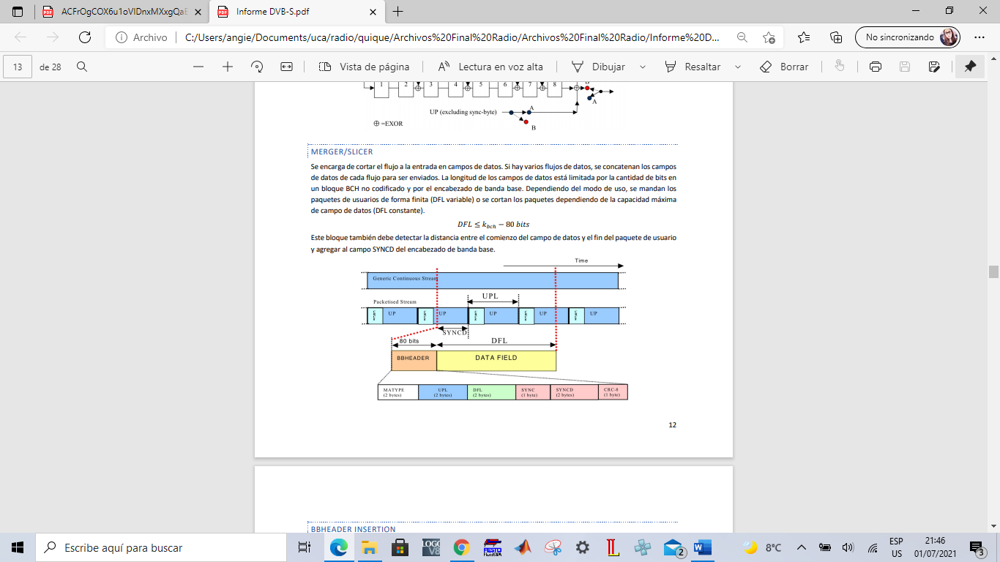 ACFrOgCOX6u1oVIDnxMXxgQaE
Informe DVB-S.pdf
Archivo
C:/Users/angie/Documents/uca/radio/quique/Archivos%20Final%20Radio/Archivos%20Final%20Radio/Informe%20D...
No sincronizando
13 de 28
Vista de página
Lectura en voz alta
Dibujar
Resaltar
Borrar
1 2 3 4 5 6 7 8
A
UP (excluding sync-byte)
A
B
⊕ =EXOR
MERGER/SLICER
Se encarga de cortar el flujo a la entrada en campos de datos. Si hay varios flujos de datos, se concatenan los campos
de datos de cada flujo para ser enviados. La longitud de los campos de datos está limitada por la cantidad de bits en
un bloque BCH no codificado y por el encabezado de banda base. Dependiendo del modo de uso, se mandan los
paquetes de usuarios de forma finita (DFL variable) o se cortan los paquetes dependiendo de la capacidad máxima
de campo de datos (DFL constante).
DFL ≤ k_bch − 80 bits
Este bloque también debe detectar la distancia entre el comienzo del campo de datos y el fin del paquete de usuario
y agregar al campo SYNCD del encabezado de banda base.
Time
Generic Continuous Stream
Packetised Stream
UPL
UP UP UP UP UP
SYNCD
80 bits
DFL
BBHEADER
DATA FIELD
MATYPE UPL DFL SYNC SYNCD CRC-8
(2 bytes) (2 bytes) (2 bytes) (1 byte) (2 bytes) (1 byte)
12
BBHEADER INSERTION
Escribe aquí para buscar
LOGO
V8
FESTO
FLUIDSIM
2
8°C
ESP
US
21:46
01/07/2021
3